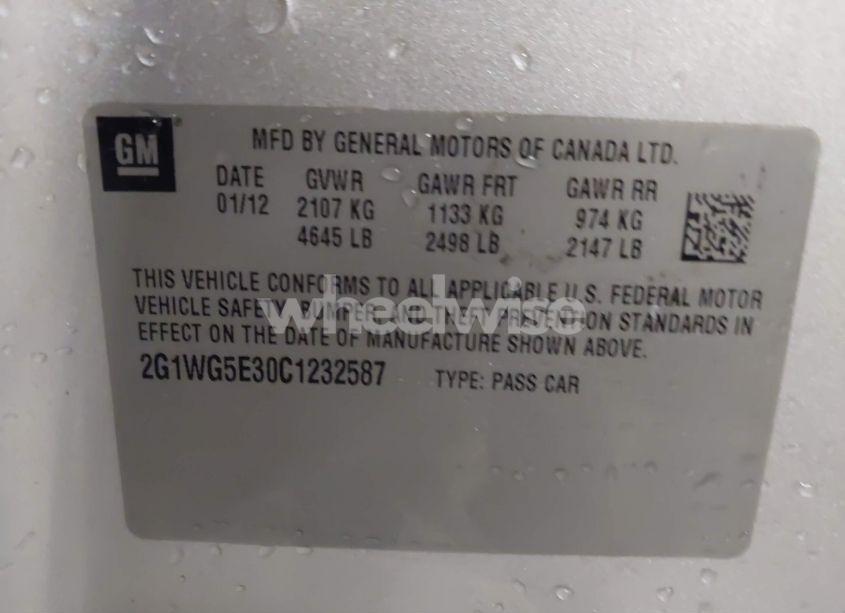 GM
MFD BY GENERAL MOTORS OF CANADA LTD.
DATE GVWR GAWR FRT GAWR RR
01/12 2107 KG 1133 KG 974 KG
4645 LB 2498 LB 2147 LB
THIS VEHICLE CONFORMS TO ALL APPLICABLE U.S. FEDERAL MOTOR
VEHICLE SAFETY, BUMPER, AND THEFT PREVENTION STANDARDS IN
EFFECT ON THE DATE OF MANUFACTURE SHOWN ABOVE.
2G1WG5E30C1232587 TYPE: PASS CAR
wheelwise